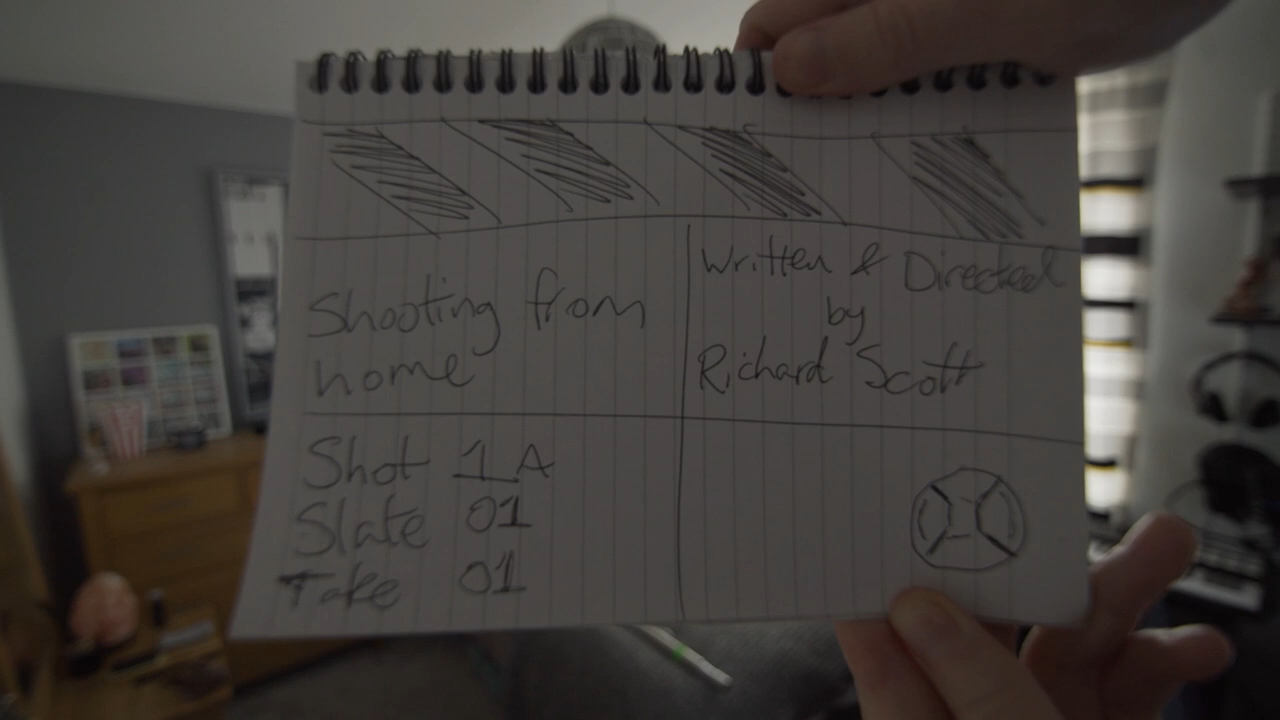 Shooting from
home
Written & Directed
by
Richard Scott
Shot 1A
Slate 01
Take 01